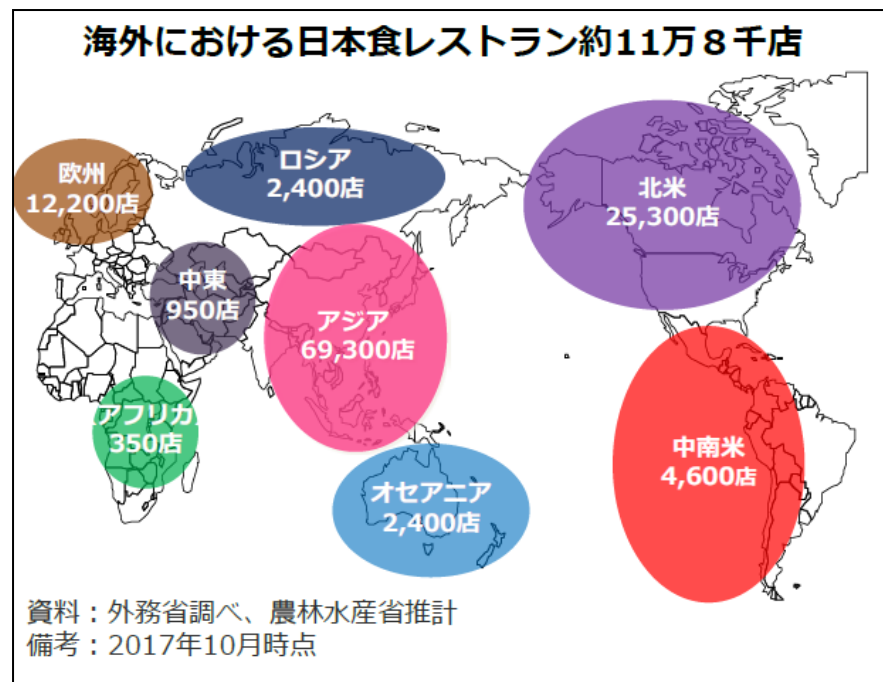 海外における日本食レストラン約11万８千店
欧州
12,200店
ロシア
2,400店
北米
25,300店
中東
950店
アジア
69,300店
アフリカ
350店
オセアニア
2,400店
中南米
4,600店
資料：外務省調べ、農林水産省推計
備考：2017年10月時点